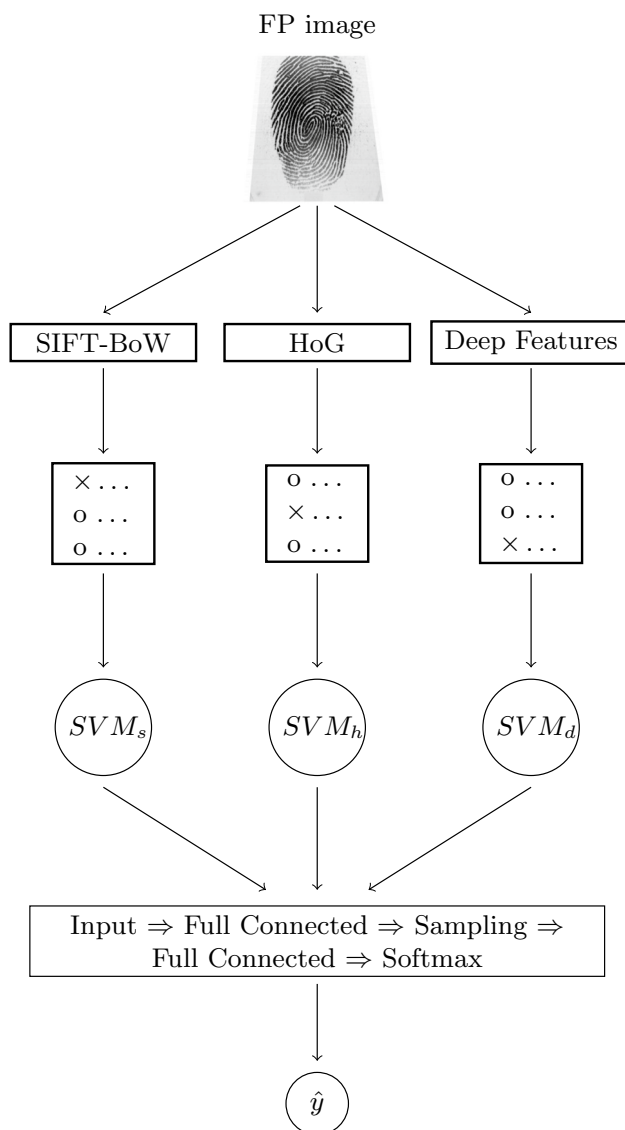 FP image
SIFT-BoW
HoG
Deep Features
× ...
o ...
o ...
o ...
× ...
o ...
o ...
o ...
× ...
SVM_s
SVM_h
SVM_d
Input ⇒ Full Connected ⇒ Sampling ⇒
Full Connected ⇒ Softmax
ŷ